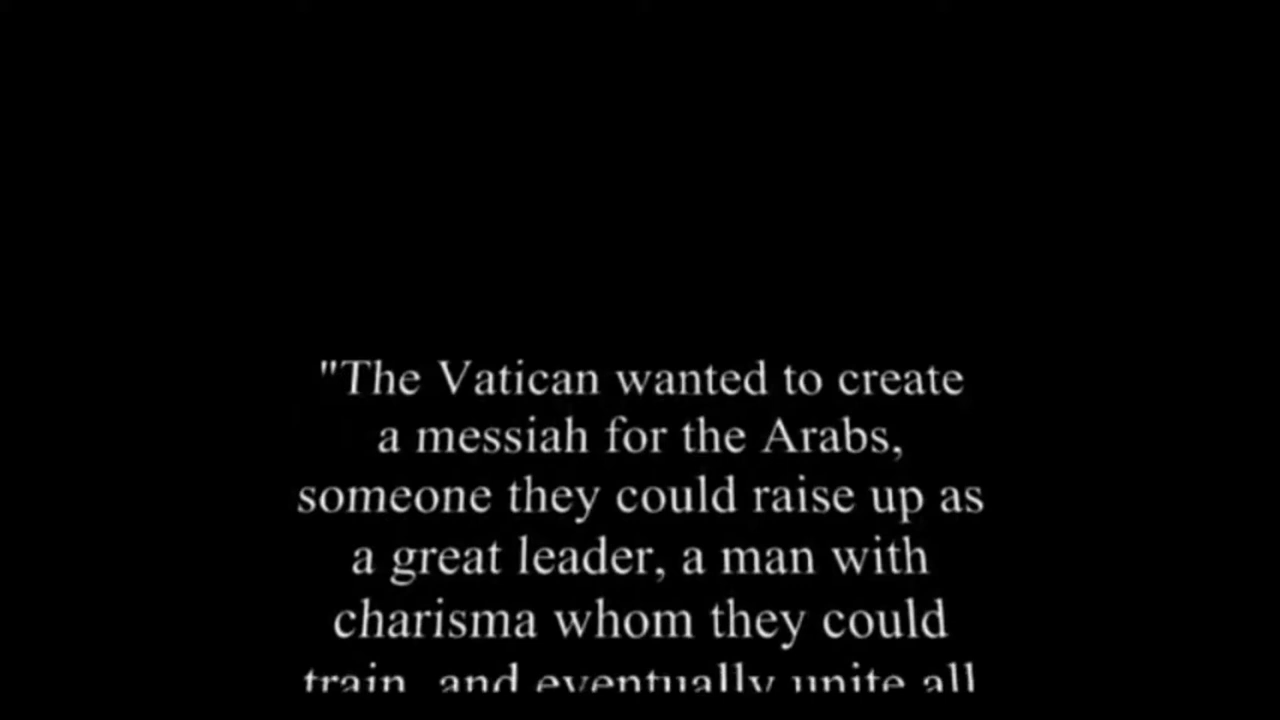 "The Vatican wanted to create
a messiah for the Arabs,
someone they could raise up as
a great leader, a man with
charisma whom they could
train, and eventually unite all